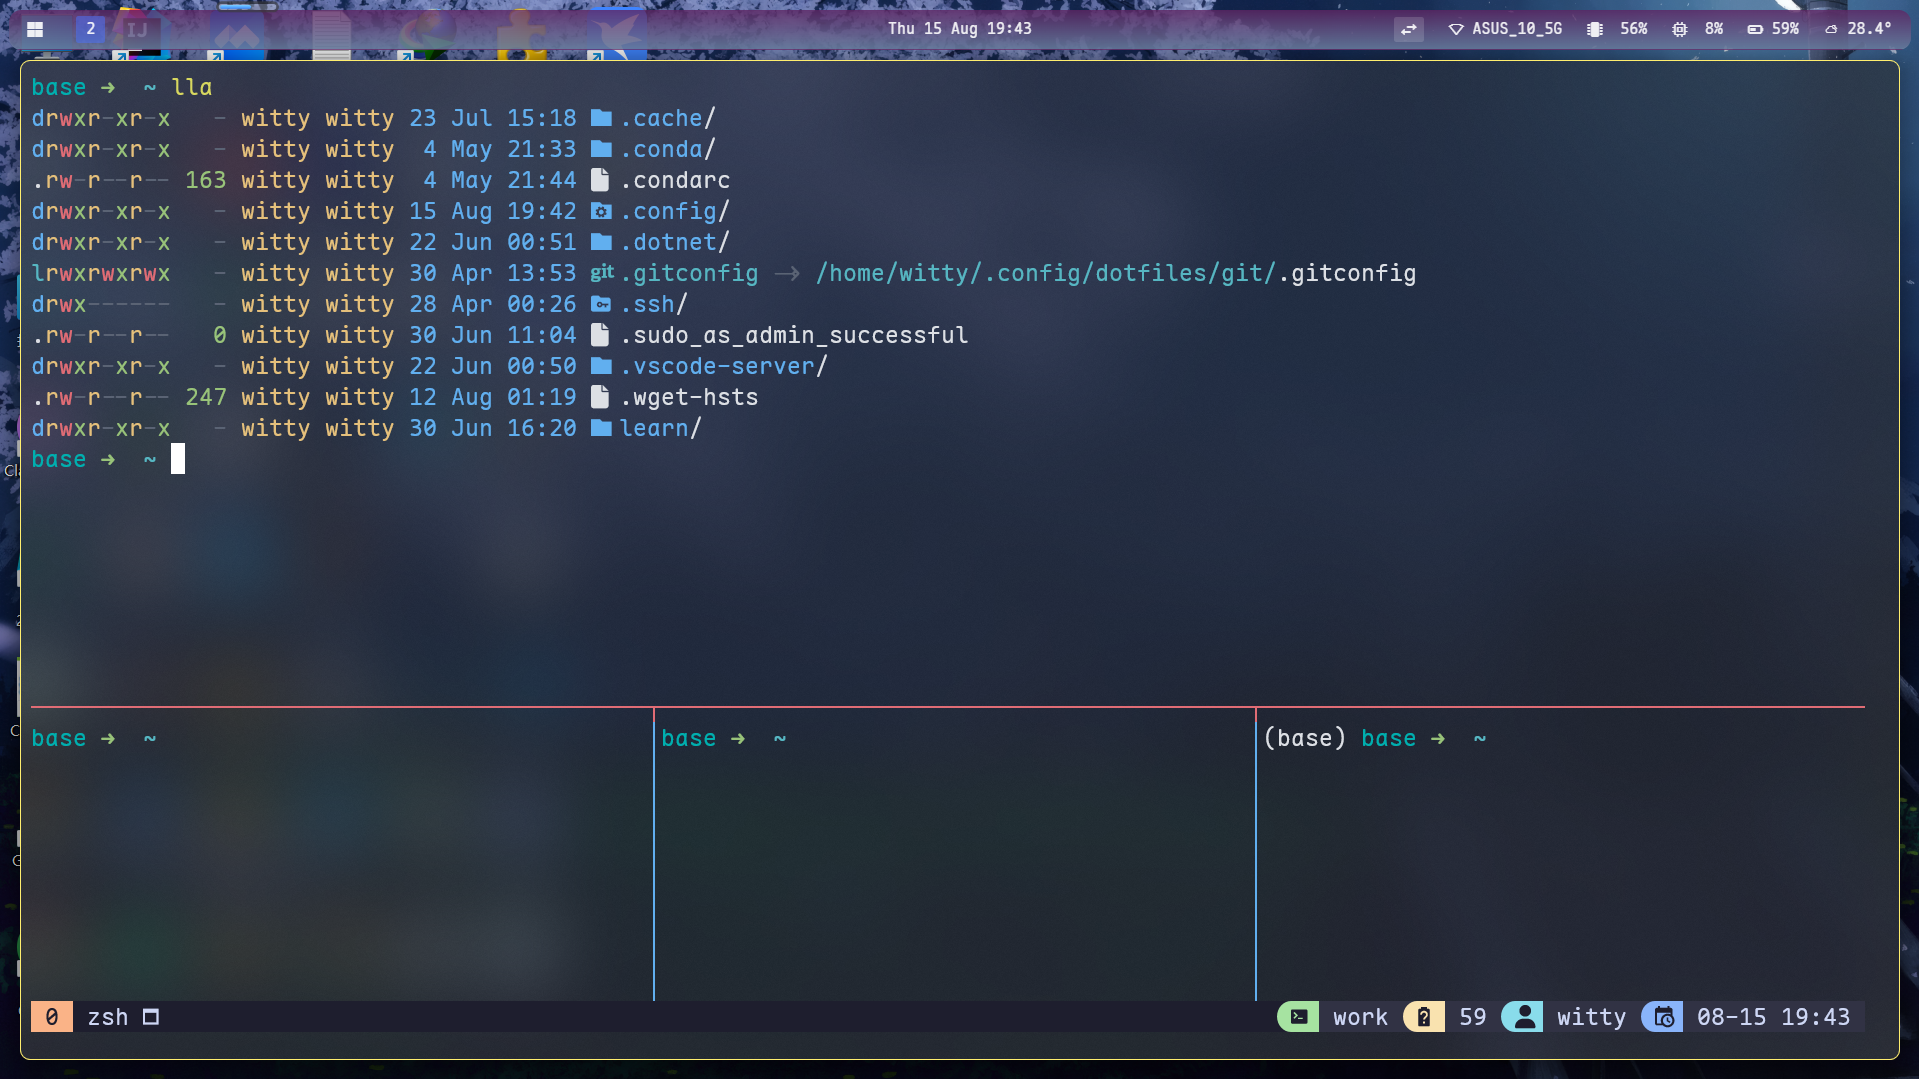 2
Thu 15 Aug 19:43
ASUS_10_5G 56% 8% 59% 28.4°
base → ~ lla
drwxr-xr-x - witty witty 23 Jul 15:18 .cache/
drwxr-xr-x - witty witty 4 May 21:33 .conda/
.rw-r--r-- 163 witty witty 4 May 21:44 .condarc
drwxr-xr-x - witty witty 15 Aug 19:42 .config/
drwxr-xr-x - witty witty 22 Jun 00:51 .dotnet/
lrwxrwxrwx - witty witty 30 Apr 13:53 git .gitconfig → /home/witty/.config/dotfiles/git/.gitconfig
drwx------ - witty witty 28 Apr 00:26 .ssh/
.rw-r--r-- 0 witty witty 30 Jun 11:04 .sudo_as_admin_successful
drwxr-xr-x - witty witty 22 Jun 00:50 .vscode-server/
.rw-r--r-- 247 witty witty 12 Aug 01:19 .wget-hsts
drwxr-xr-x - witty witty 30 Jun 16:20 learn/
base → ~
base → ~
base → ~
(base) base → ~
0 zsh
work 59 witty 08-15 19:43